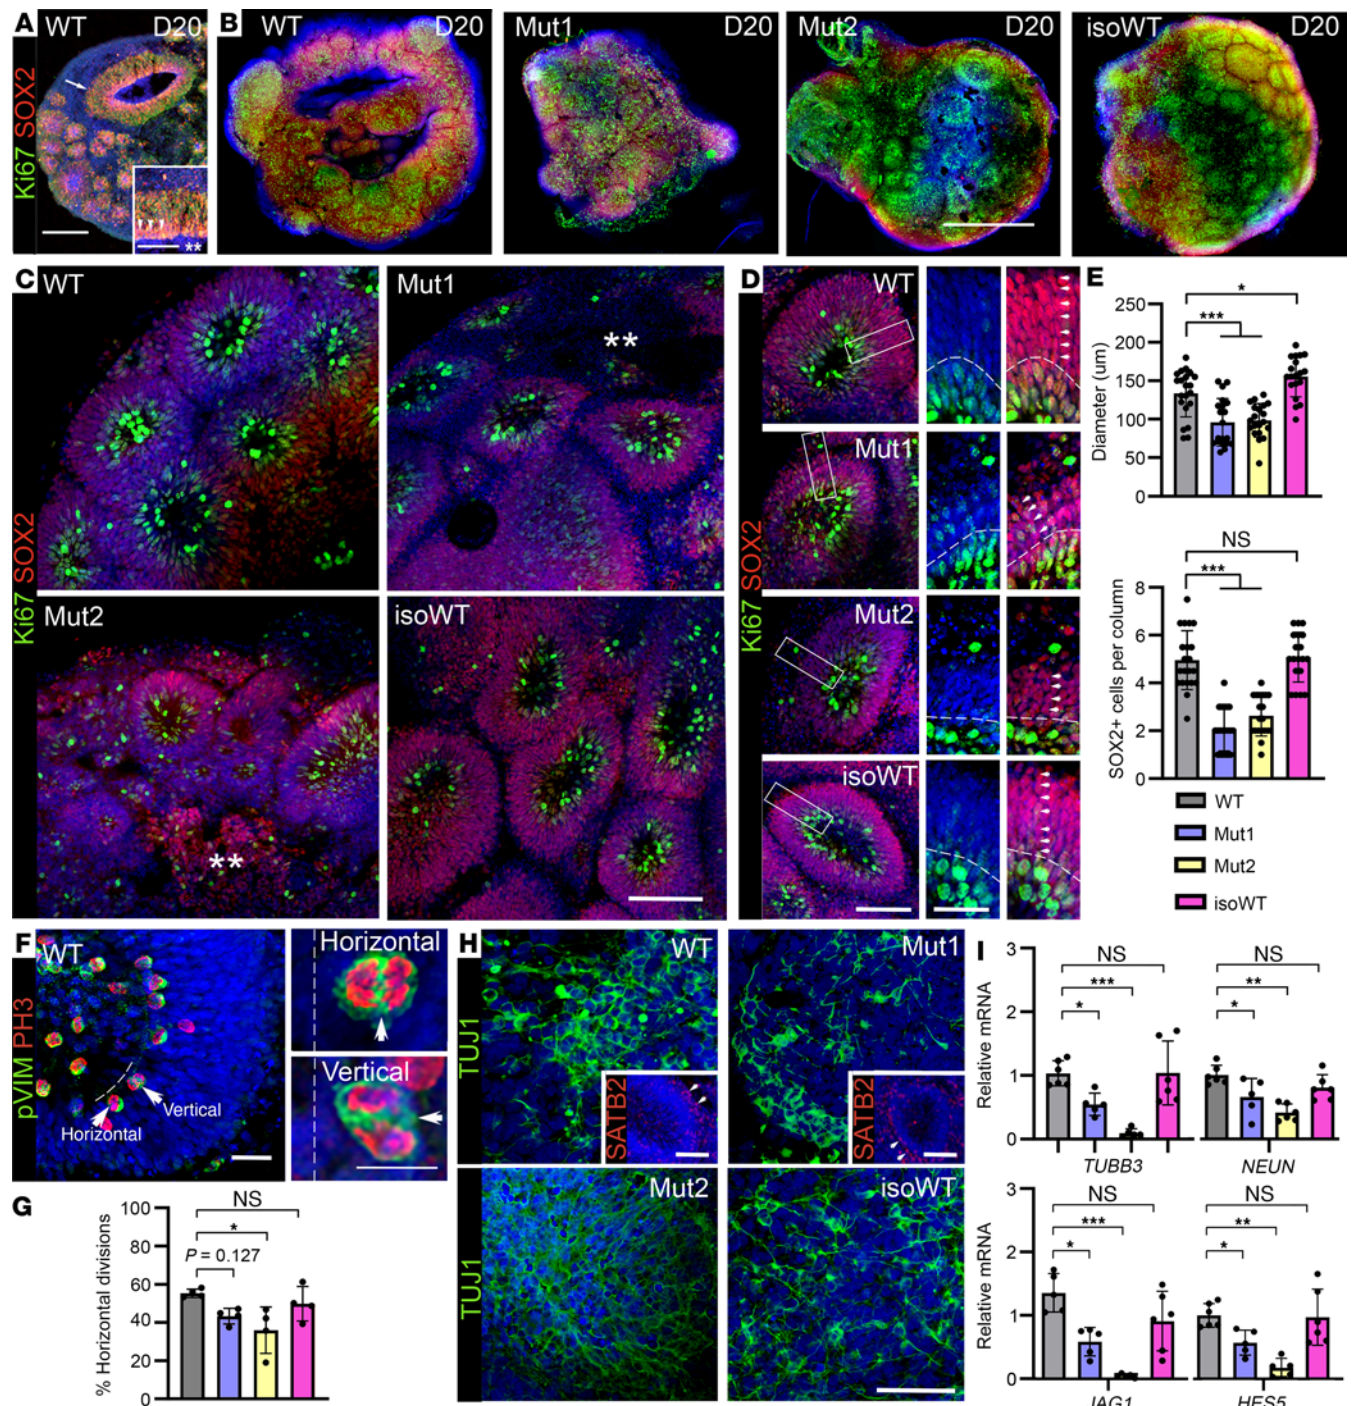 A
WT
D20
Ki67 SOX2
**
B
WT
D20
Mut1
D20
Mut2
D20
isoWT
D20
C
WT
Mut1
**
Ki67 SOX2
Mut2
**
isoWT
D
WT
Mut1
Ki67 SOX2
Mut2
isoWT
E
*
***
250
200
150
100
50
0
Diameter (um)
NS
***
8
6
4
2
0
SOX2+ cells per column
WT
Mut1
Mut2
isoWT
F
WT
pVIM PH3
Horizontal
Vertical
Horizontal
Vertical
G
NS
*
P = 0.127
100
80
60
40
20
0
% Horizontal divisions
H
WT
Mut1
TUJ1
SATB2
SATB2
Mut2
isoWT
TUJ1
I
3
2
1
0
Relative mRNA
NS
***
*
NS
**
*
TUBB3
NEUN
2
1
0
Relative mRNA
NS
***
*
NS
**
*
JAG1
HES5